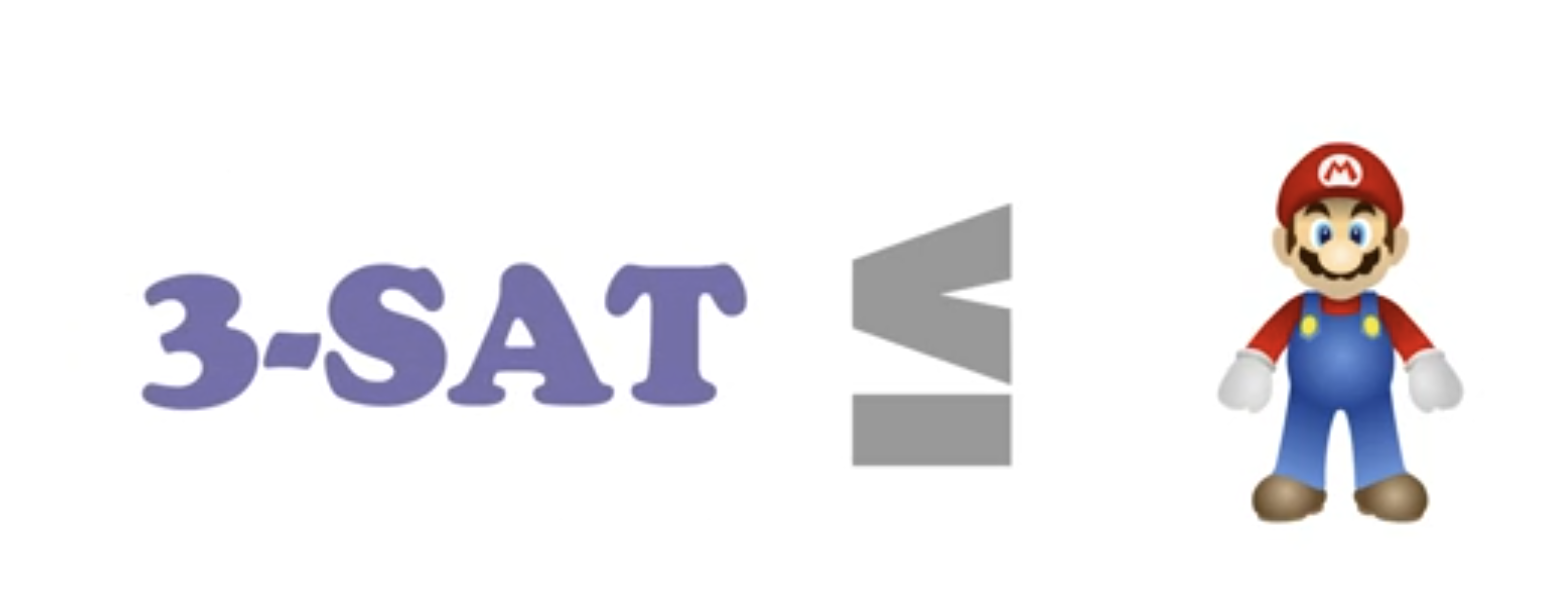 3-SAT ≤
M